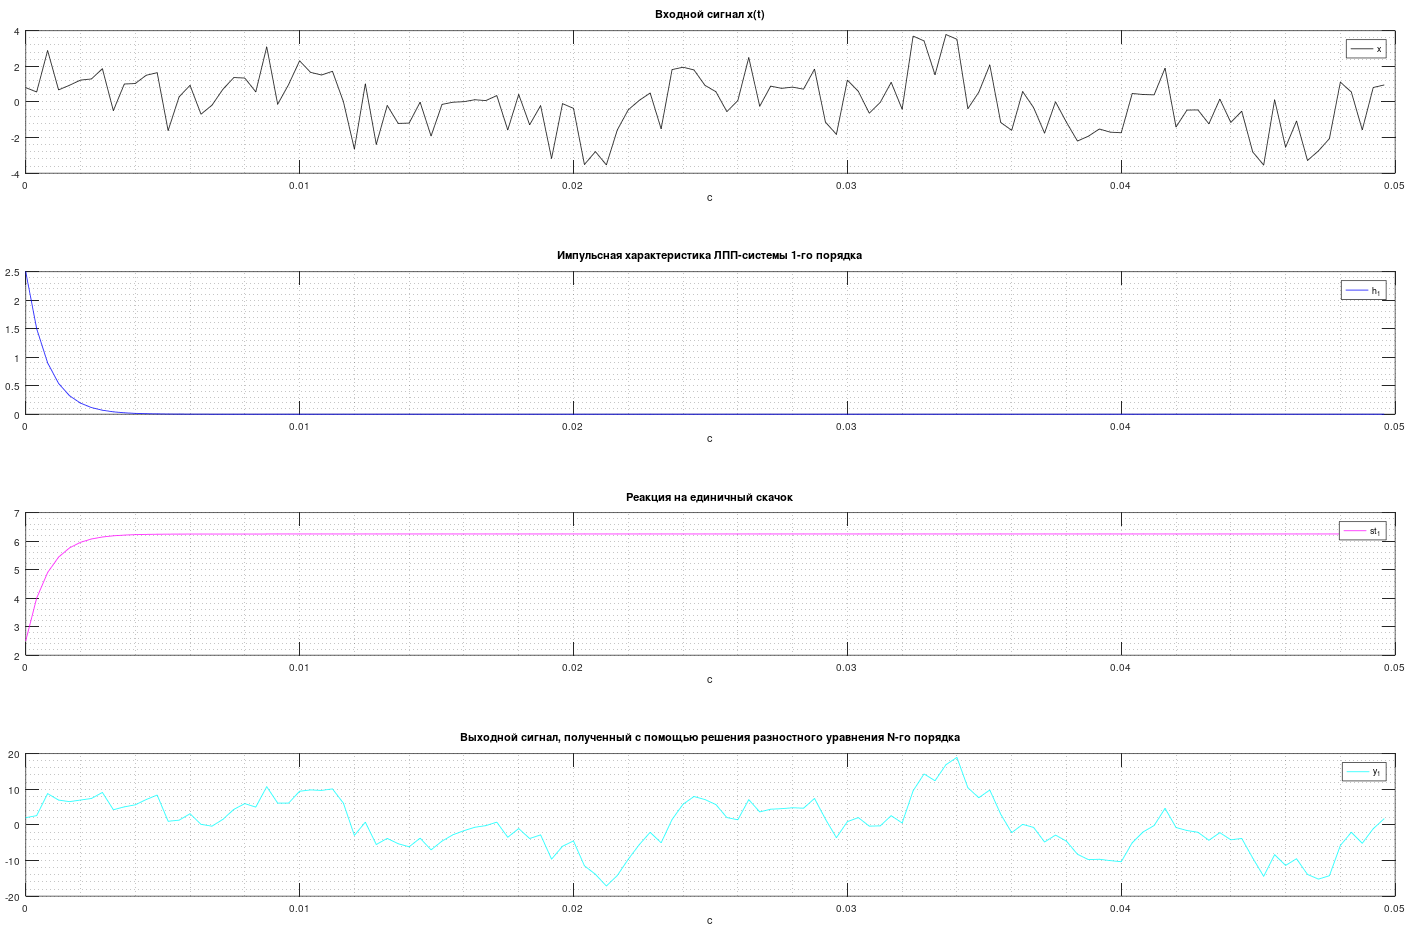 Входной сигнал x(t)
4
2
0
-2
-4
x
0 0.01 0.02 0.03 0.04 0.05
c
Импульсная характеристика ЛПП-системы 1-го порядка
2.5
2
1.5
1
0.5
0
h1
0 0.01 0.02 0.03 0.04 0.05
c
Реакция на единичный скачок
7
6
5
4
3
2
st1
0 0.01 0.02 0.03 0.04 0.05
c
Выходной сигнал, полученный с помощью решения разностного уравнения N-го порядка
20
10
0
-10
-20
y1
0 0.01 0.02 0.03 0.04 0.05
c